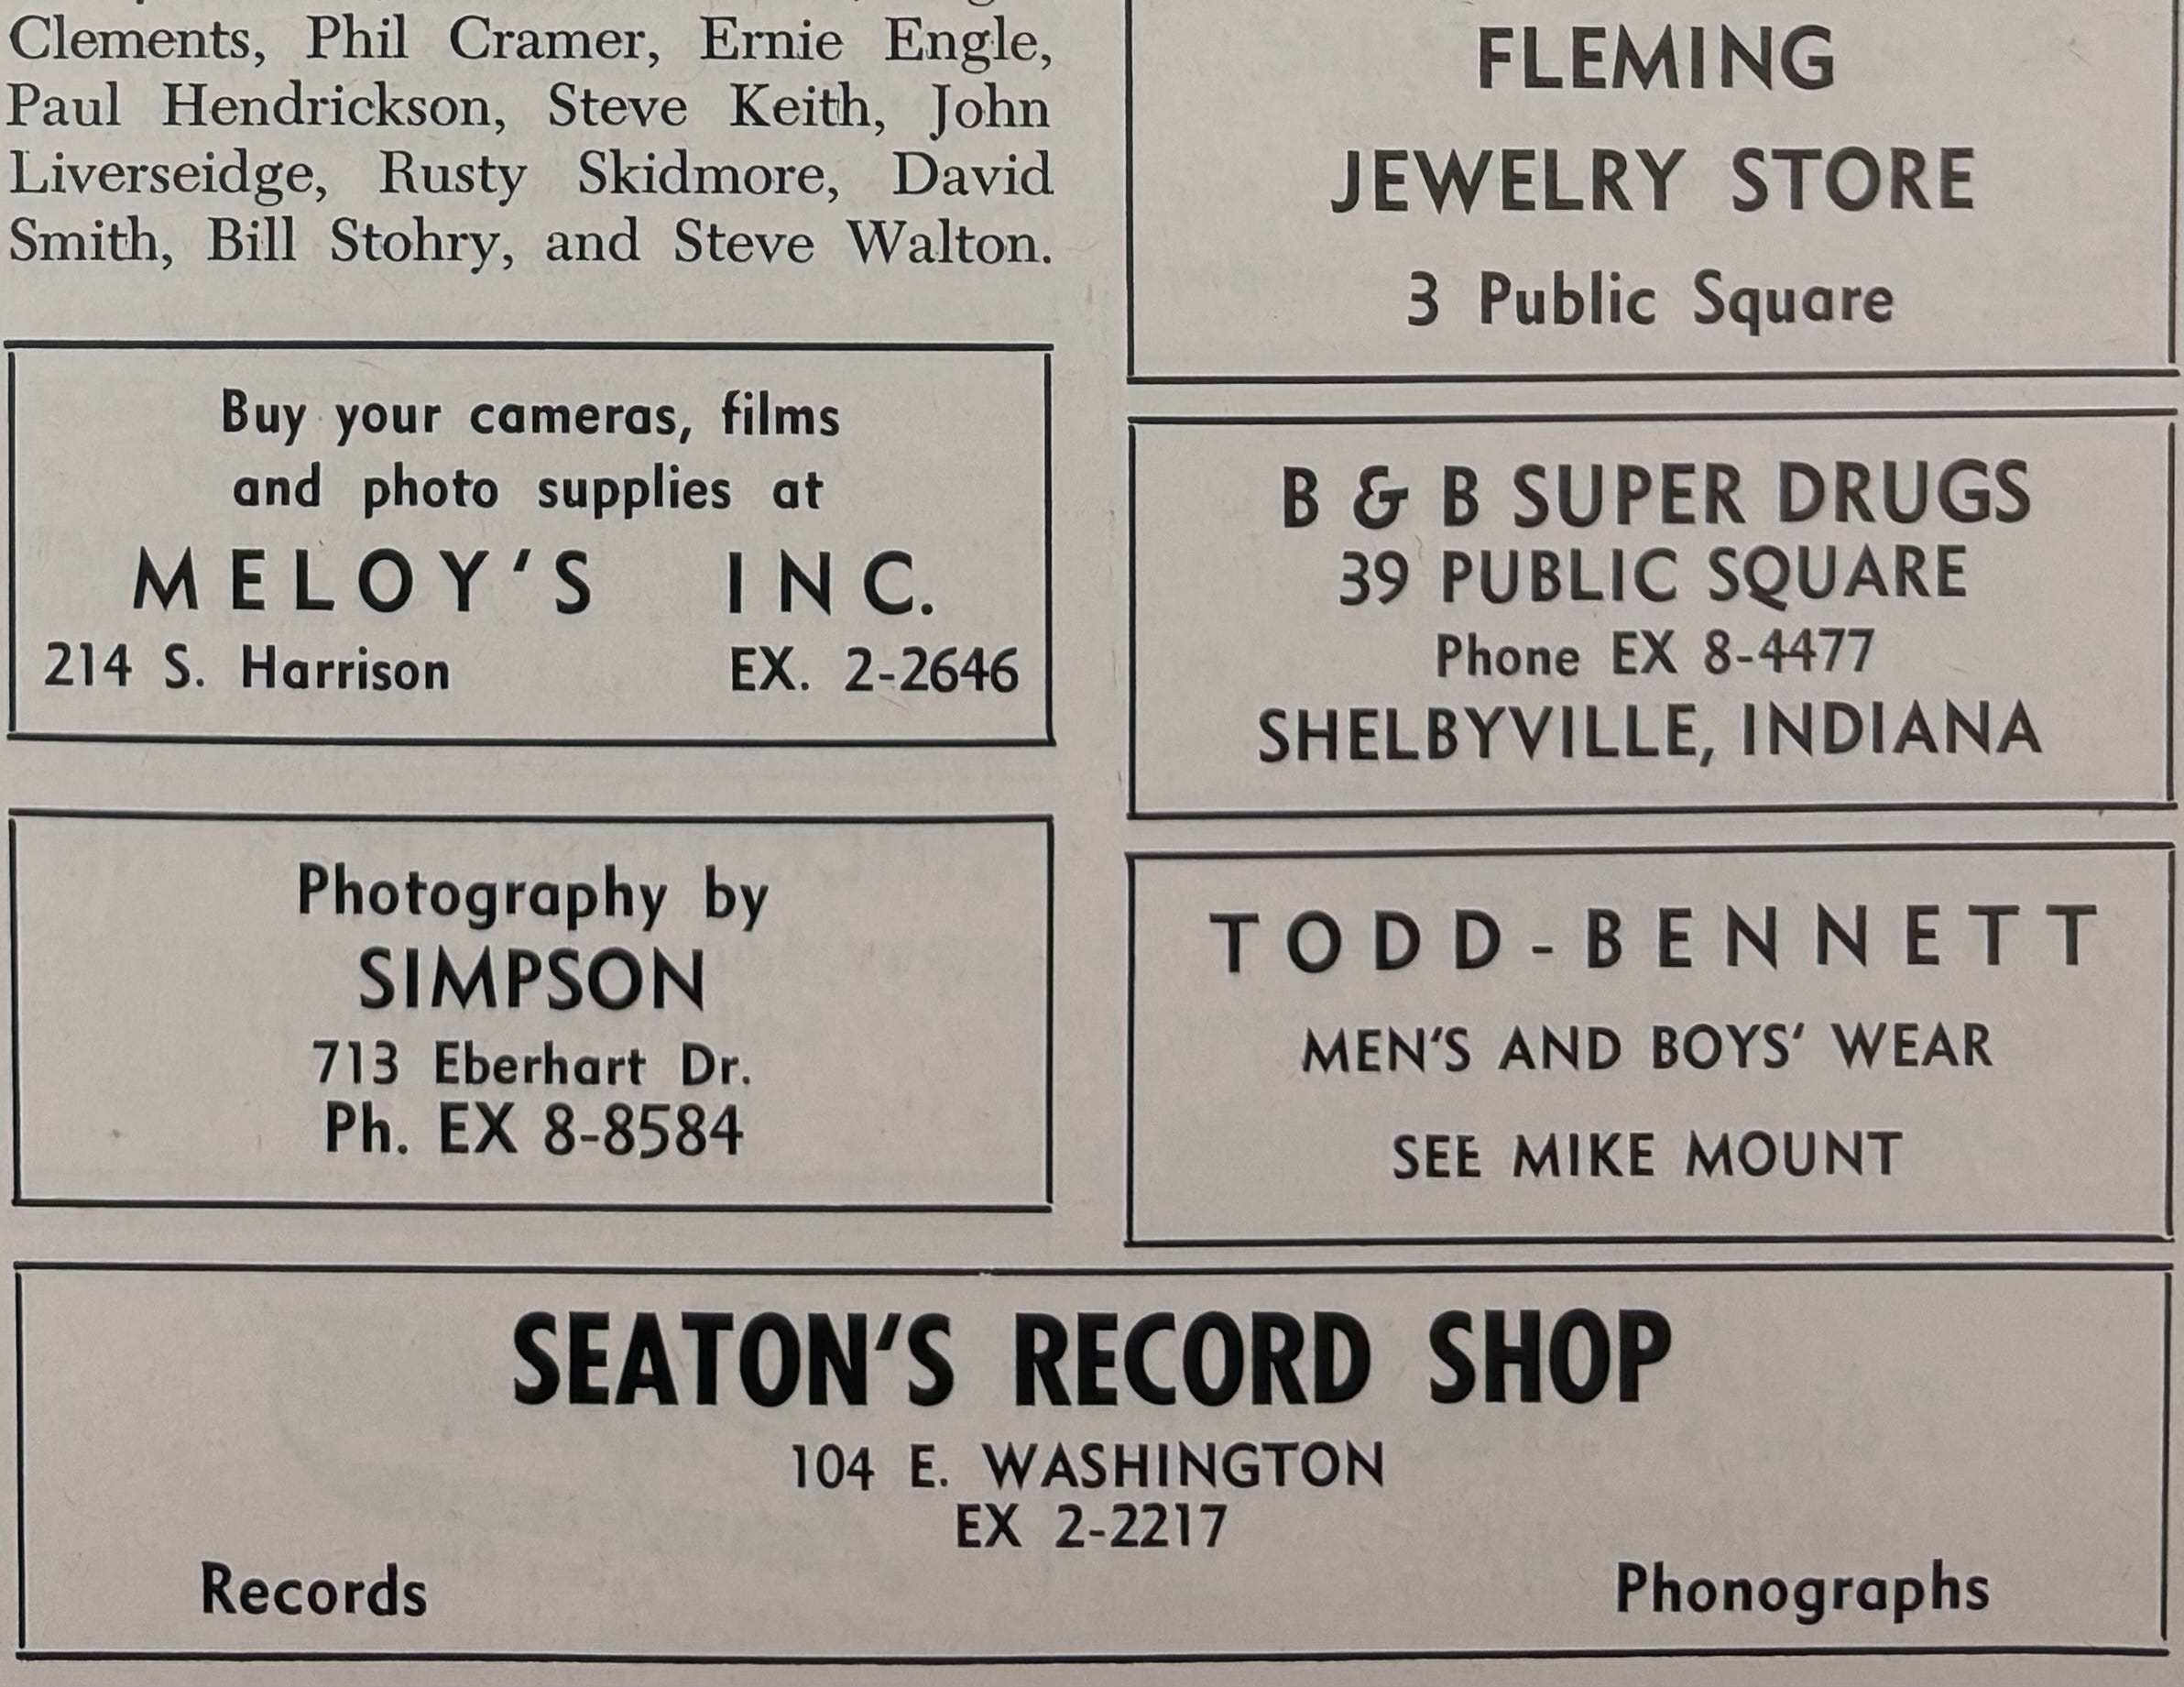 Clements, Phil Cramer, Ernie Engle,
Paul Hendrickson, Steve Keith, John
Liverseidge, Rusty Skidmore, David
Smith, Bill Stohry, and Steve Walton.
Buy your cameras, films
and photo supplies at
MELOY'S INC.
214 S. Harrison EX. 2-2646
Photography by
SIMPSON
713 Eberhart Dr.
Ph. EX 8-8584
FLEMING
JEWELRY STORE
3 Public Square
B & B SUPER DRUGS
39 PUBLIC SQUARE
Phone EX 8-4477
SHELBYVILLE, INDIANA
TODD-BENNETT
MEN'S AND BOYS' WEAR
SEE MIKE MOUNT
SEATON'S RECORD SHOP
104 E. WASHINGTON
EX 2-2217
Records Phonographs